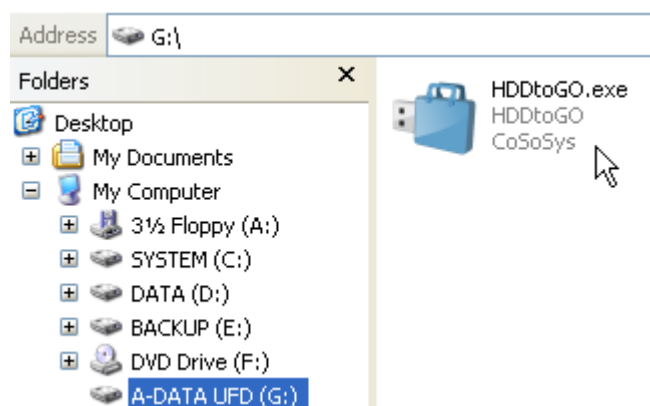 Address G:\
Folders
Desktop
My Documents
My Computer
3½ Floppy (A:)
SYSTEM (C:)
DATA (D:)
BACKUP (E:)
DVD Drive (F:)
A-DATA UFD (G:)
HDDtoGO.exe
HDDtoGO
CoSoSys